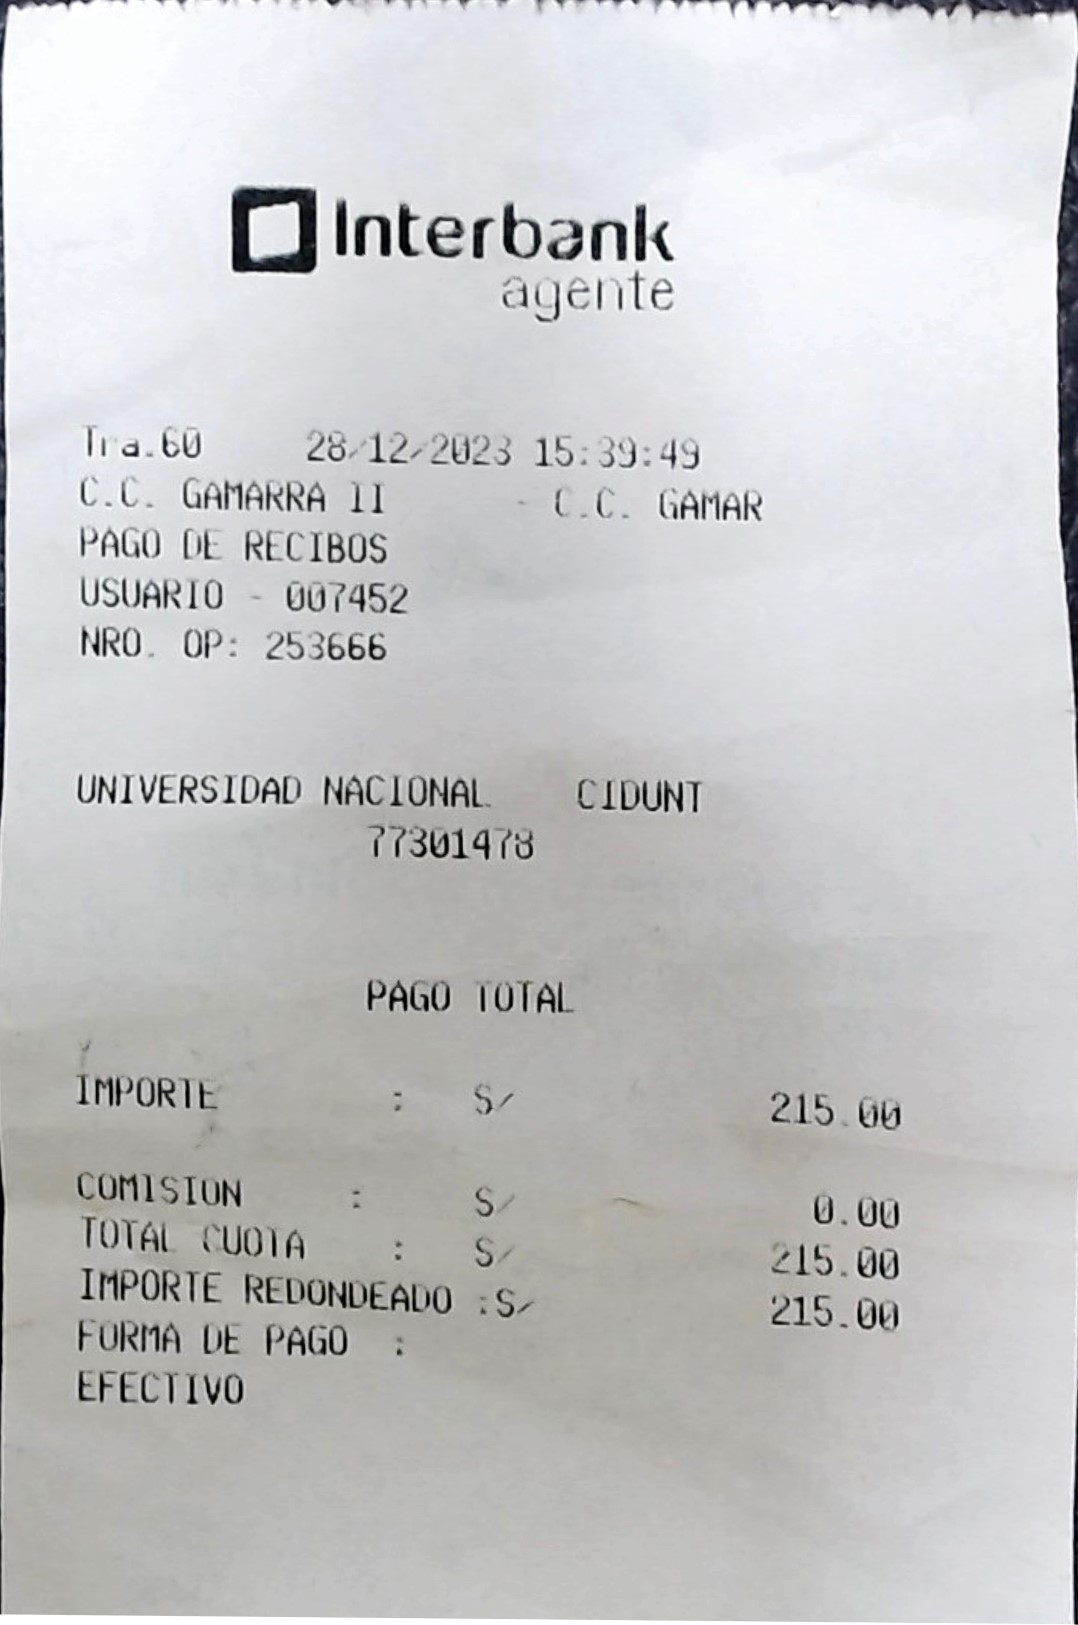 Interbank
agente
Tra.60 28/12/2023 15:39:49
C.C. GAMARRA II - C.C. GAMAR
PAGO DE RECIBOS
USUARIO - 007452
NRO. OP: 253666
UNIVERSIDAD NACIONAL CIDUNT
77301478
PAGO TOTAL
IMPORTE : S/ 215.00
COMISION : S/ 0.00
TOTAL CUOTA : S/ 215.00
IMPORTE REDONDEADO :S/ 215.00
FORMA DE PAGO :
EFECTIVO